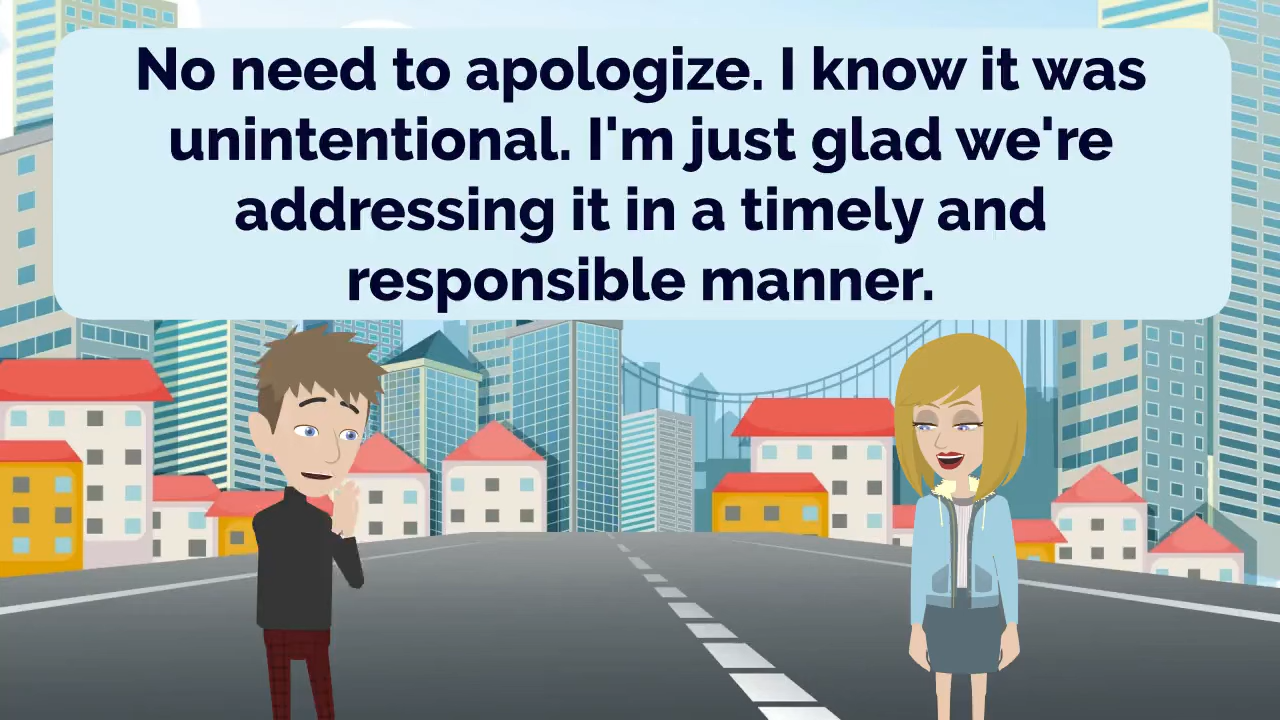 No need to apologize. I know it was
unintentional. I'm just glad we're
addressing it in a timely and
responsible manner.